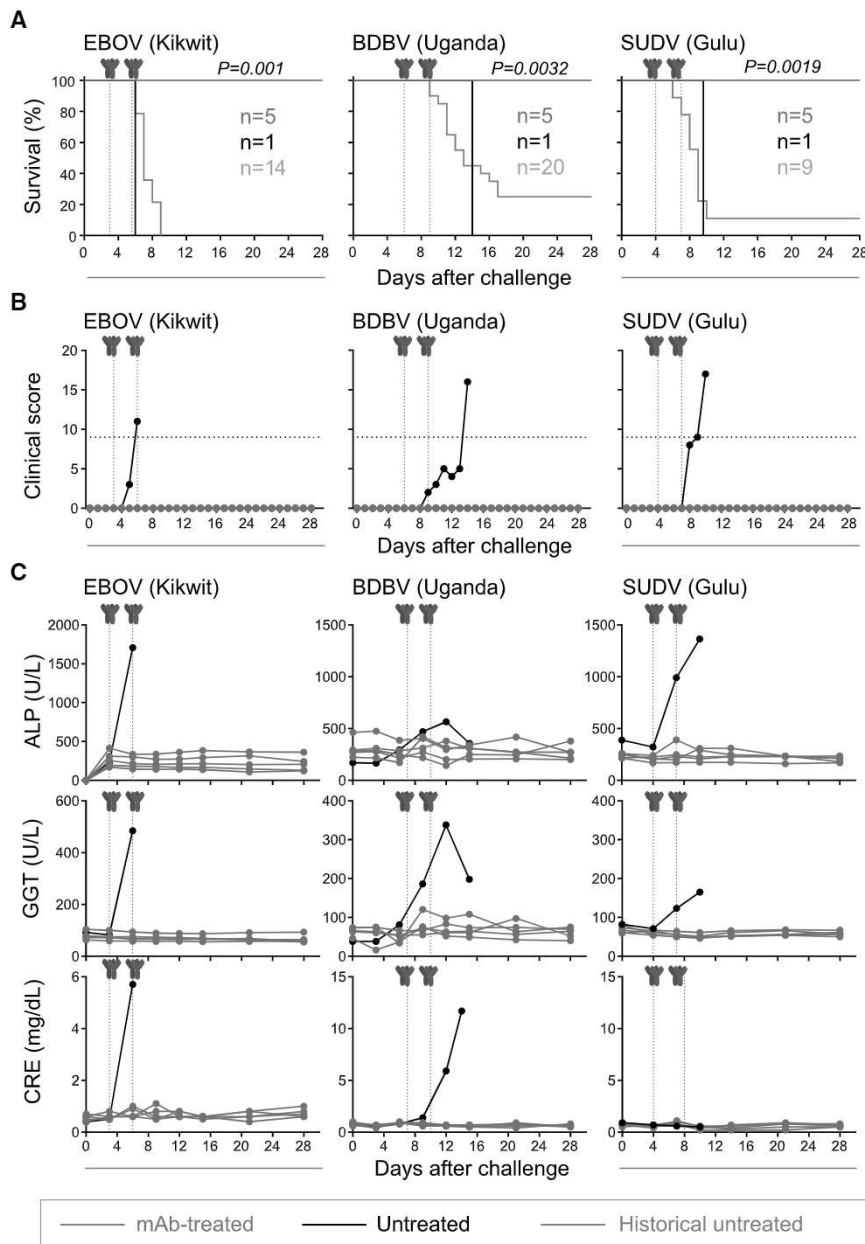 A
EBOV (Kikwit) BDBV (Uganda) SUDV (Gulu)
P=0.001 P=0.0032 P=0.0019
Survival (%)
100
80
60
40
20
0
n=5 n=5 n=5
n=1 n=1 n=1
n=14 n=20 n=9
0 4 8 12 16 20 24 28 0 4 8 12 16 20 24 28 0 4 8 12 16 20 24 28
Days after challenge
B
EBOV (Kikwit) BDBV (Uganda) SUDV (Gulu)
Clinical score
20
15
10
5
0
0 4 8 12 16 20 24 28 0 4 8 12 16 20 24 28 0 4 8 12 16 20 24 28
Days after challenge
C
EBOV (Kikwit) BDBV (Uganda) SUDV (Gulu)
ALP (U/L)
2000 1500 1500
1500 1000 1000
1000 500 500
500 0 0
0
GGT (U/L)
600 400 400
400 300 300
200 200 200
0 100 100
0 0
CRE (mg/dL)
6 15 15
4 10 10
2 5 5
0 0 0
0 4 8 12 16 20 24 28 0 4 8 12 16 20 24 28 0 4 8 12 16 20 24 28
Days after challenge
mAb-treated Untreated Historical untreated